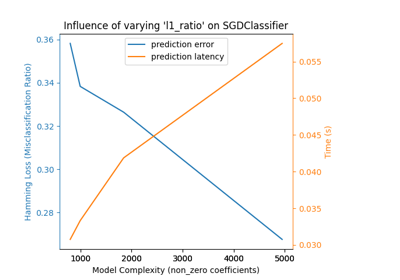 Influence of varying 'l1_ratio' on SGDClassifier
prediction error
prediction latency
0.36
0.34
0.32
0.30
0.28
Hamming Loss (Misclassification Ratio)
0.055
0.050
0.045
0.040
0.035
0.030
Time (s)
1000 2000 3000 4000 5000
Model Complexity (non_zero coefficients)